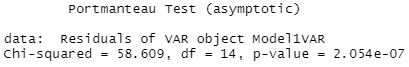 Portmanteau Test (asymptotic)
data:  Residuals of VAR object Model1VAR
Chi-squared = 58.609, df = 14, p-value = 2.054e-07